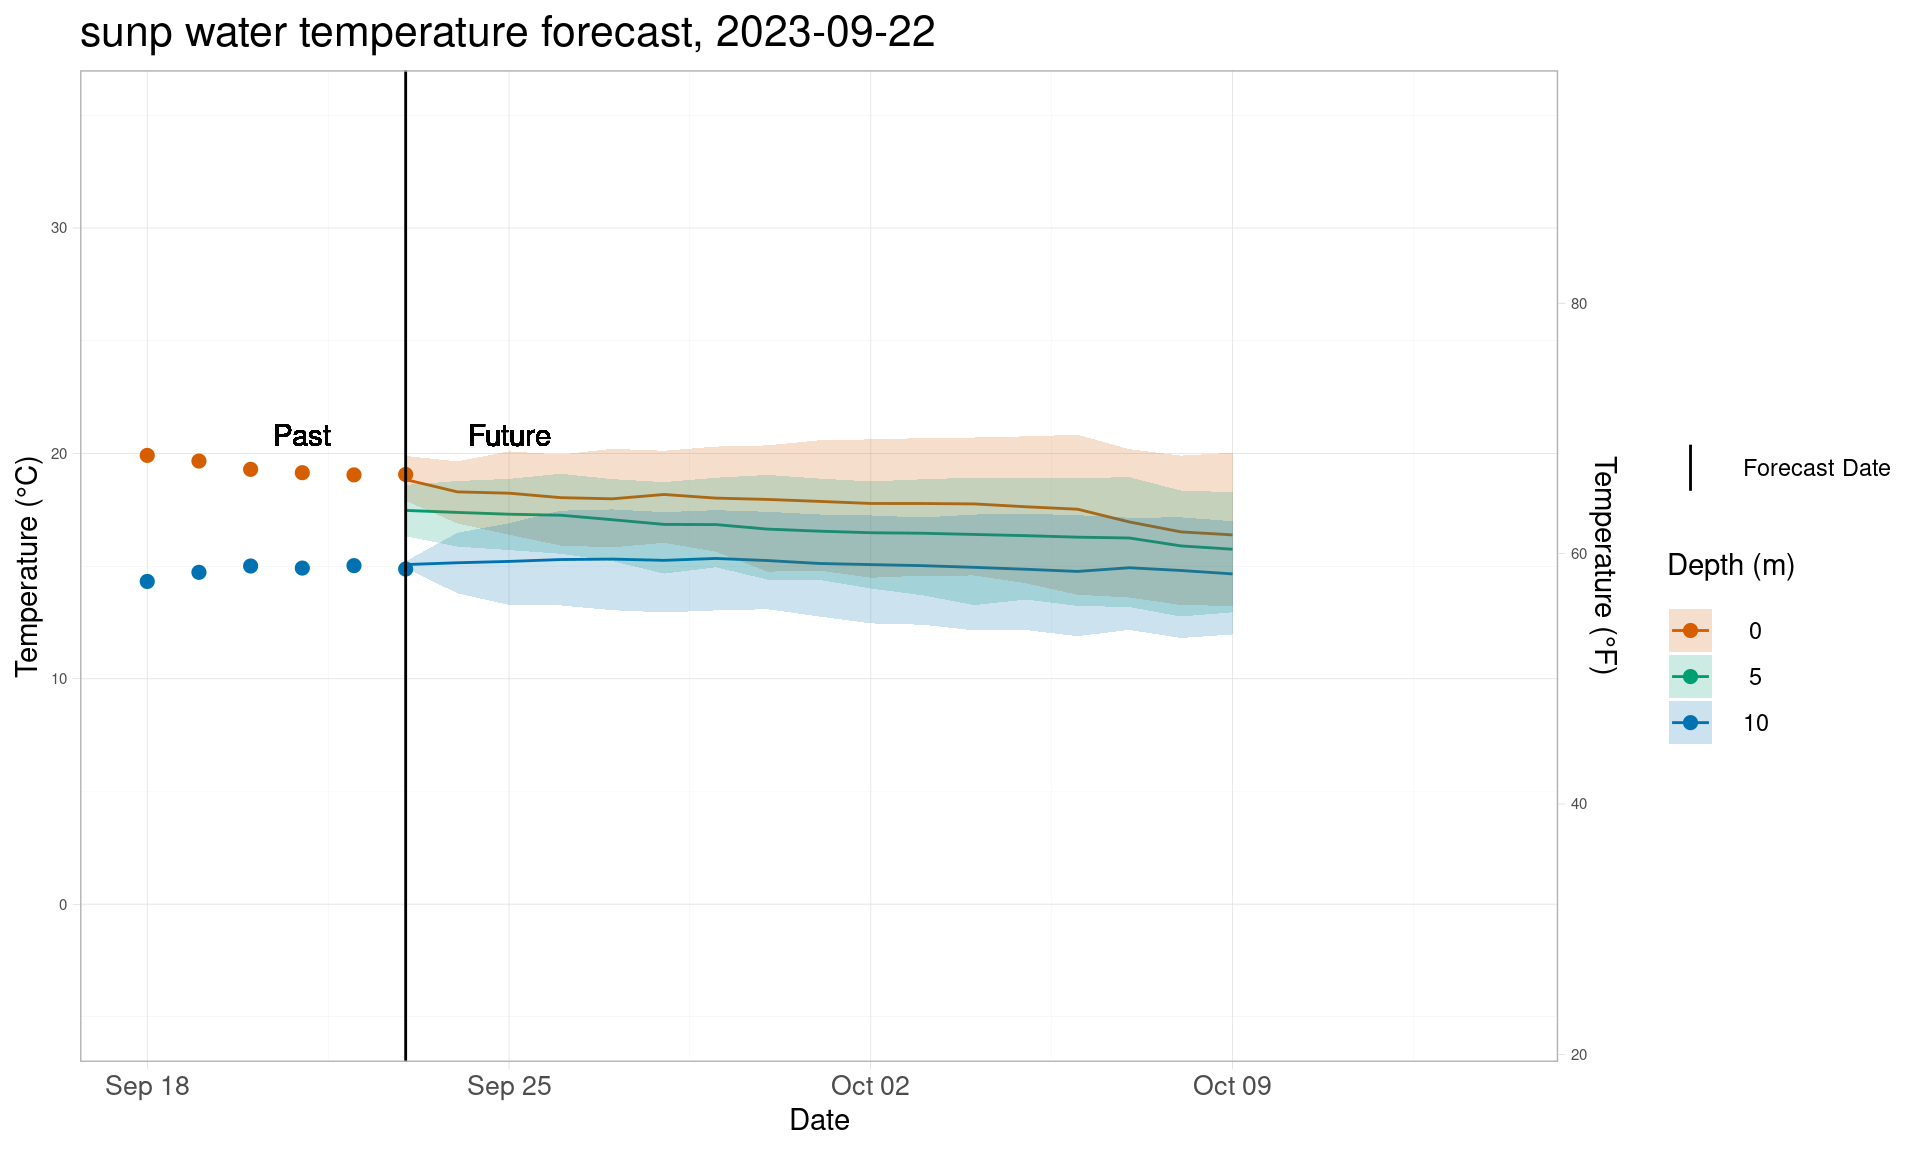 sunp water temperature forecast, 2023-09-22
Past
Future
30
20
10
0
Temperature (°C)
80
60
40
20
Temperature (°F)
Sep 18
Sep 25
Oct 02
Oct 09
Date
Forecast Date
Depth (m)
0
5
10